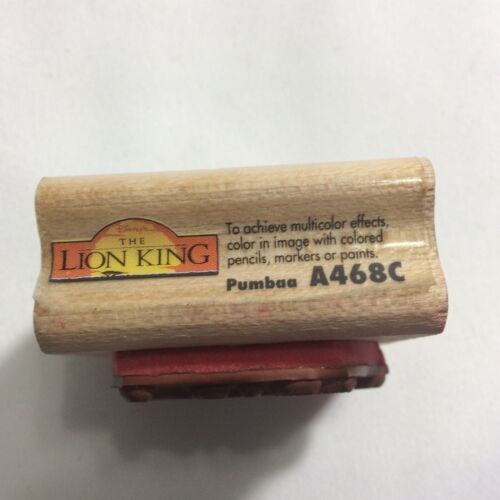 Disney's
THE
LION KING
To achieve multicolor effects,
color in image with colored
pencils, markers or paints.
Pumbaa A468C